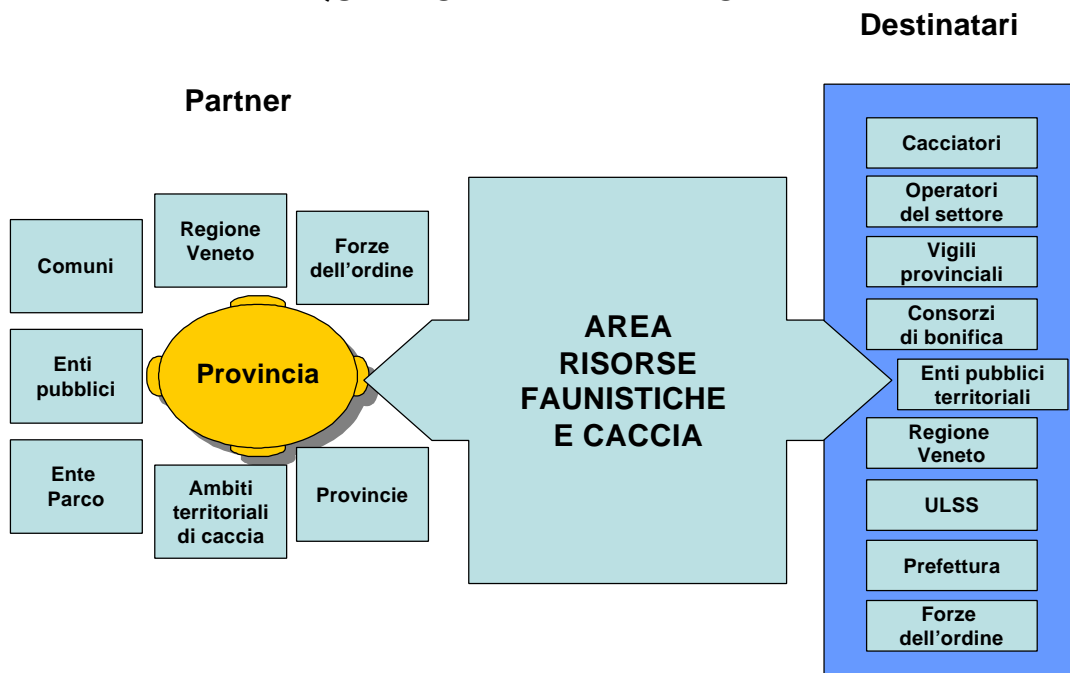 Destinatari
Partner
Comuni
Regione
Veneto
Forze
dell'ordine
Enti
pubblici
Provincia
Ente
Parco
Ambiti
territoriali
di caccia
Provincie
AREA
RISORSE
FAUNISTICHE
E CACCIA
Cacciatori
Operatori
del settore
Vigili
provinciali
Consorzi
di bonifica
Enti pubblici
territoriali
Regione
Veneto
ULSS
Prefettura
Forze
dell'ordine